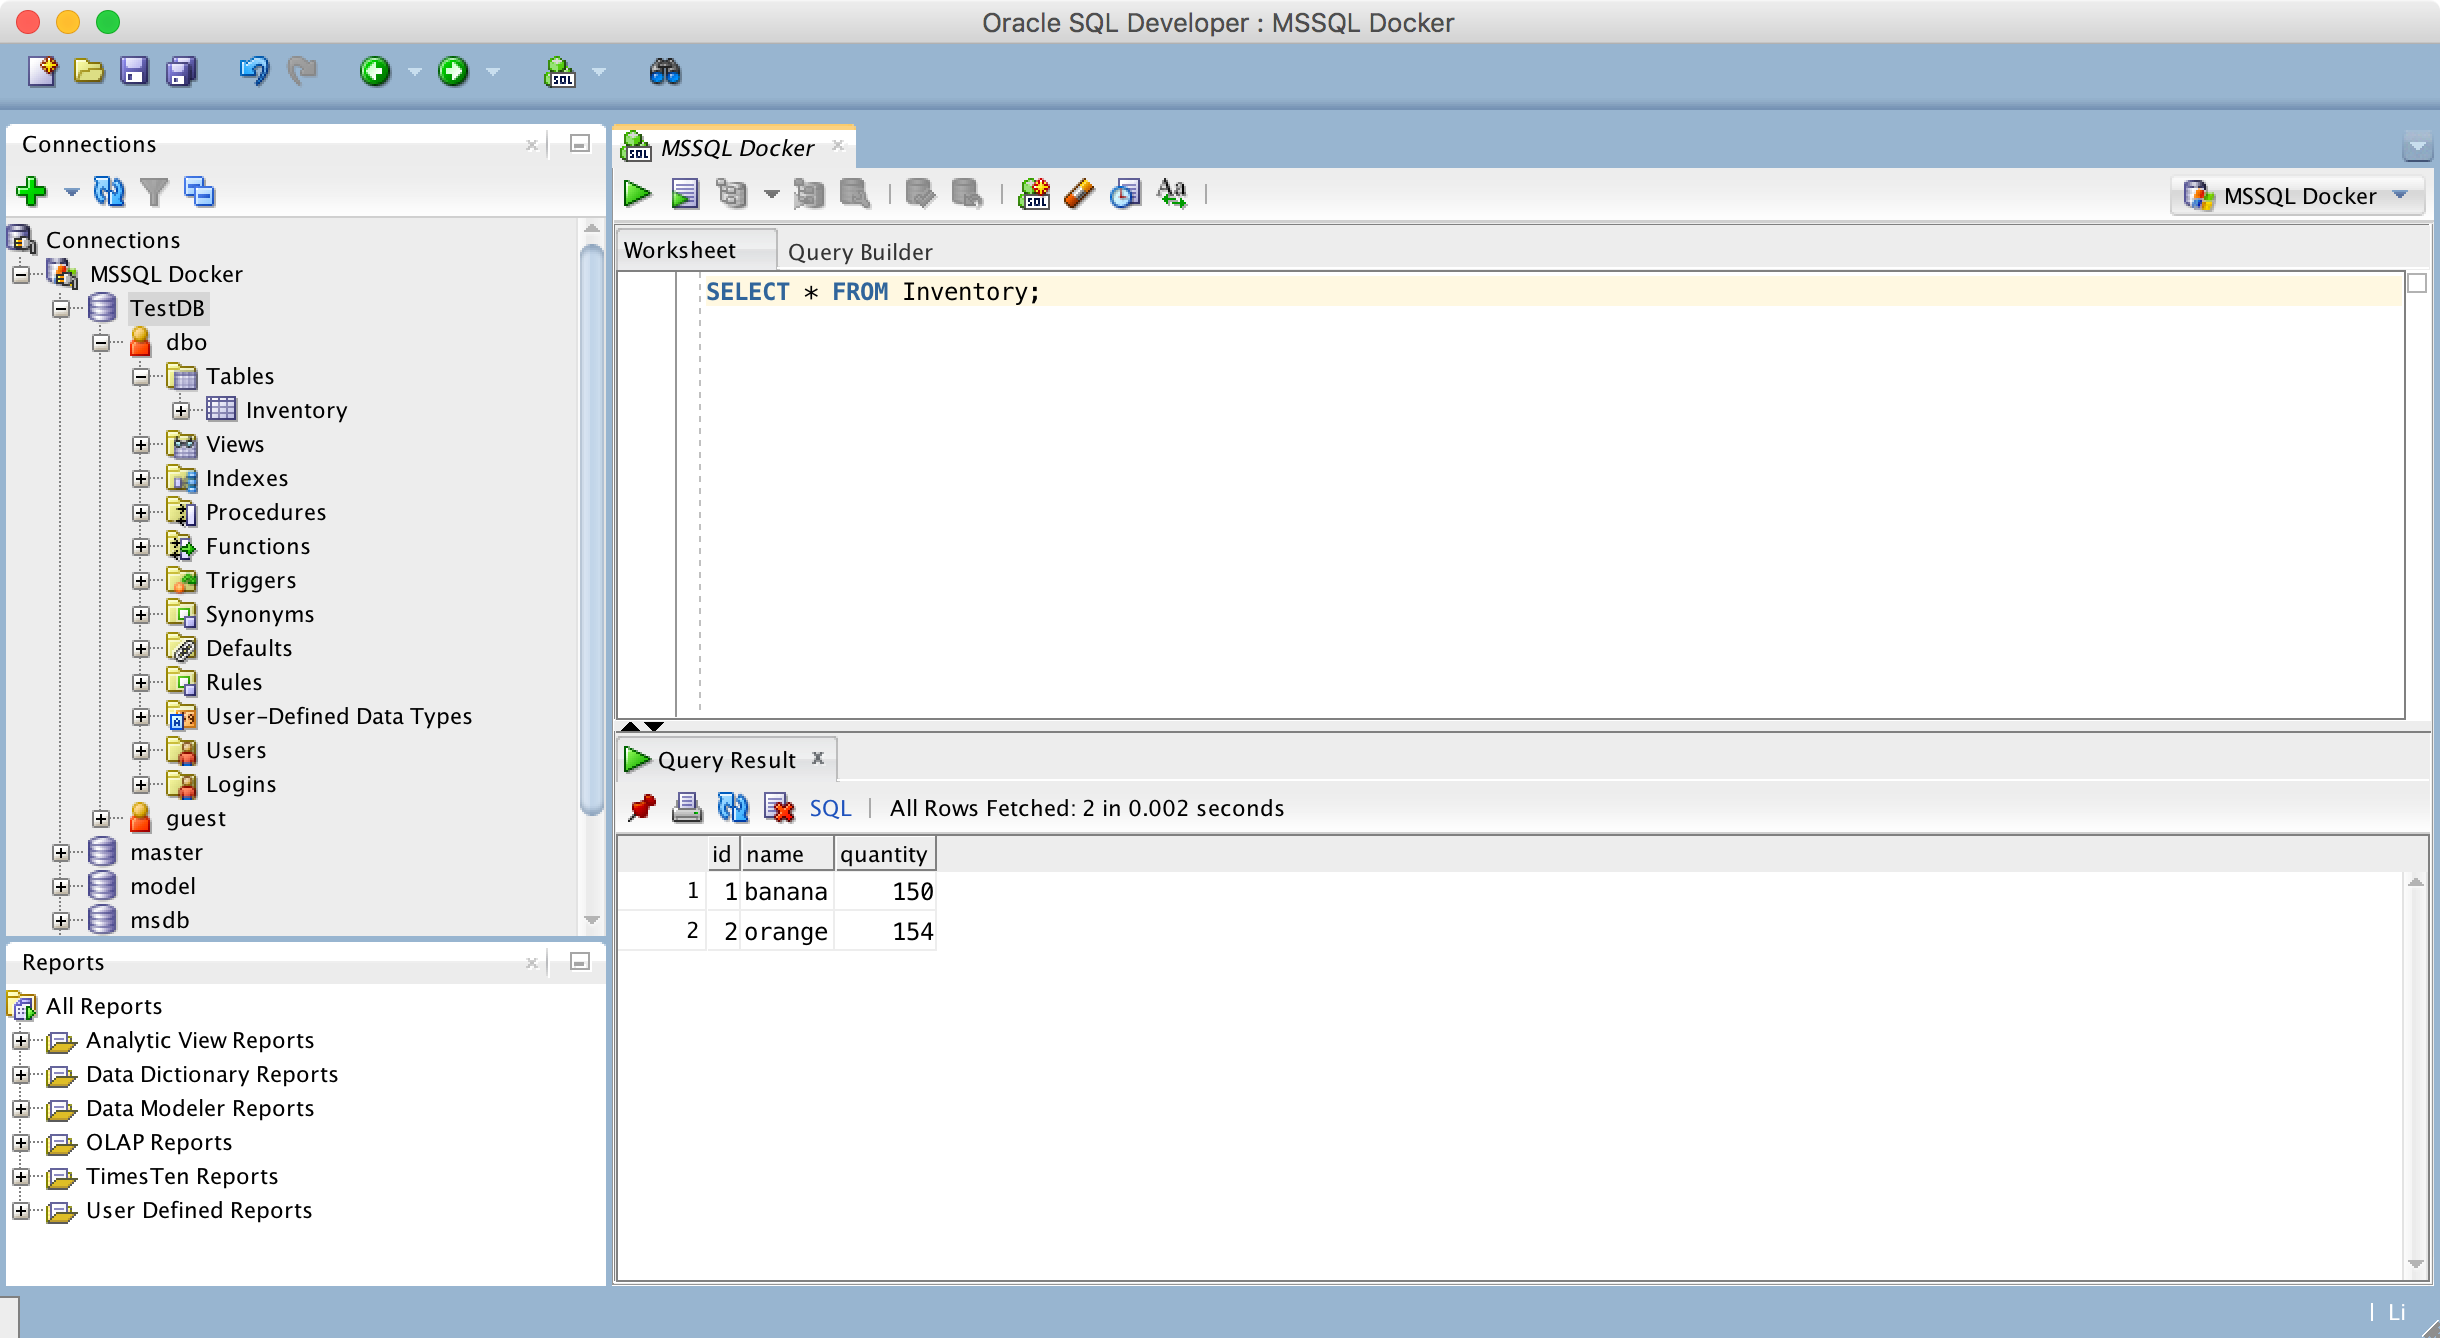 Oracle SQL Developer : MSSQL Docker
Connections
Connections
MSSQL Docker
TestDB
dbo
Tables
Inventory
Views
Indexes
Procedures
Functions
Triggers
Synonyms
Defaults
Rules
User-Defined Data Types
Users
Logins
guest
master
model
msdb
Reports
All Reports
Analytic View Reports
Data Dictionary Reports
Data Modeler Reports
OLAP Reports
TimesTen Reports
User Defined Reports
MSSQL Docker
MSSQL Docker
Worksheet Query Builder
SELECT * FROM Inventory;
Query Result
SQL | All Rows Fetched: 2 in 0.002 seconds
id name quantity
1 1 banana 150
2 2 orange 154
Li